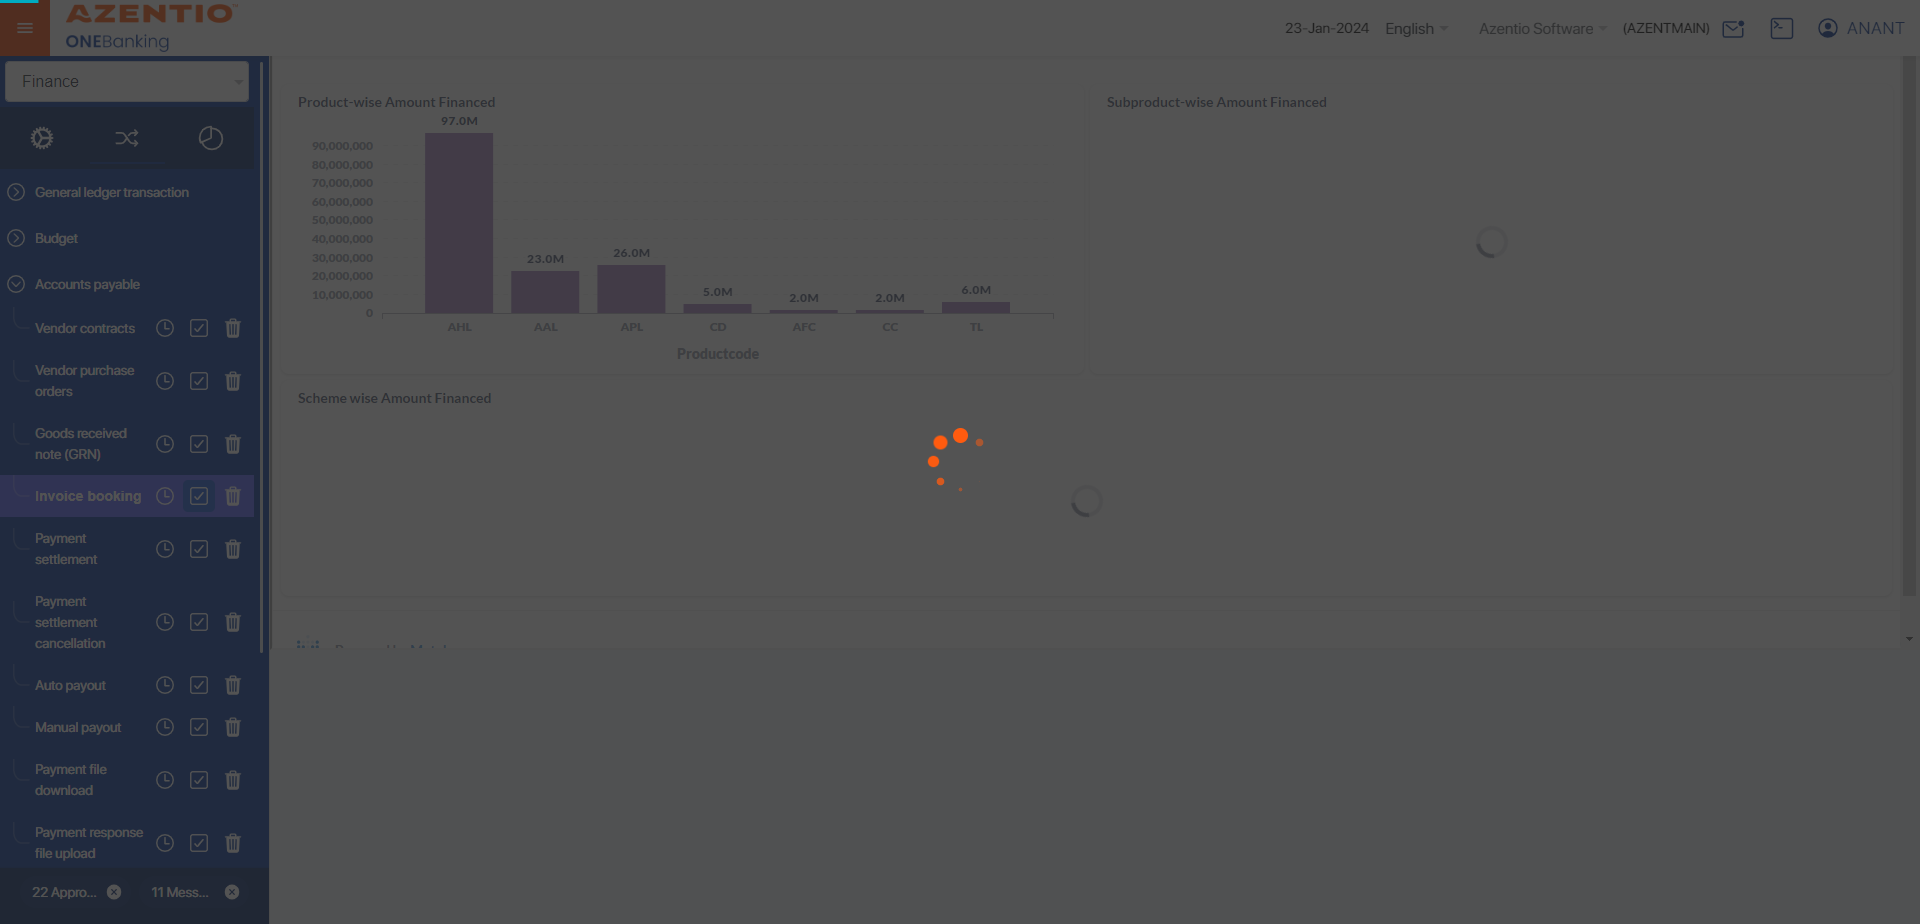 AZENTIO
ONEBanking
23-Jan-2024 English Azentio Software (AZENTMAIN) ANANT
Finance
General ledger transaction
Budget
Accounts payable
Vendor contracts
Vendor purchase
orders
Goods received
note (GRN)
Invoice booking
Payment
settlement
Payment
settlement
cancellation
Auto payout
Manual payout
Payment file
download
Payment response
file upload
22 Appro...
11 Mess...
Product-wise Amount Financed
97.0M
90,000,000
80,000,000
70,000,000
60,000,000
50,000,000
40,000,000
30,000,000
20,000,000
10,000,000
0
23.0M
26.0M
5.0M
2.0M
2.0M
6.0M
AHL AAL APL CD AFC CC TL
Productcode
Subproduct-wise Amount Financed
Scheme wise Amount Financed